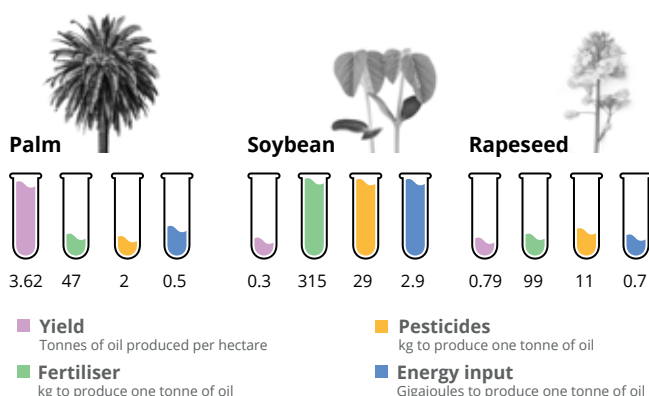 Palm
Soybean
Rapeseed
3.62 47 2 0.5
0.3 315 29 2.9
0.79 99 11 0.7
Yield
Tonnes of oil produced per hectare
Fertiliser
kg to produce one tonne of oil
Pesticides
kg to produce one tonne of oil
Energy input
Gigajoules to produce one tonne of oil